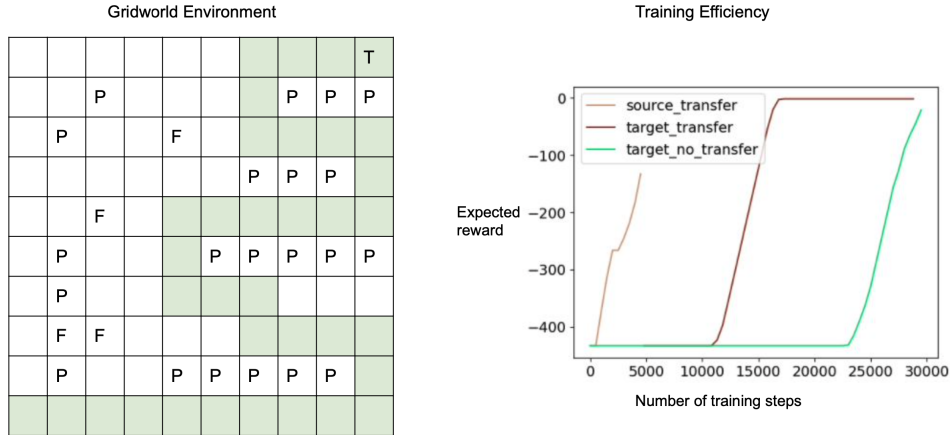 Gridworld Environment
T
P P P P
P F
P P P
F
P P P P P P
P
F F
P P P P P P
Training Efficiency
source_transfer
target_transfer
target_no_transfer
0
−100
−200
−300
−400
Expected
reward
0 5000 10000 15000 20000 25000 30000
Number of training steps